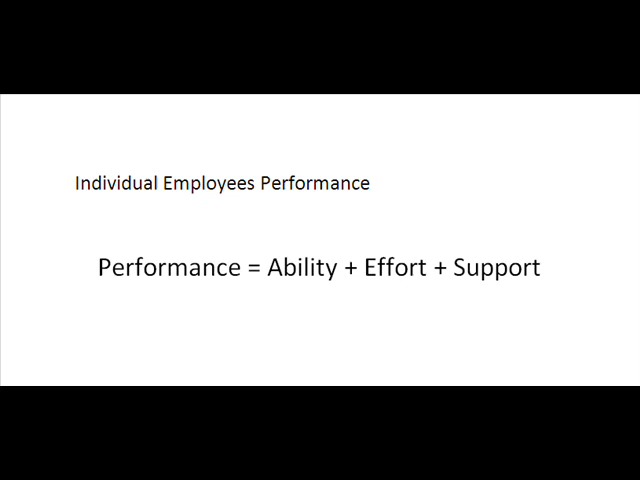 Individual Employees Performance
Performance = Ability + Effort + Support